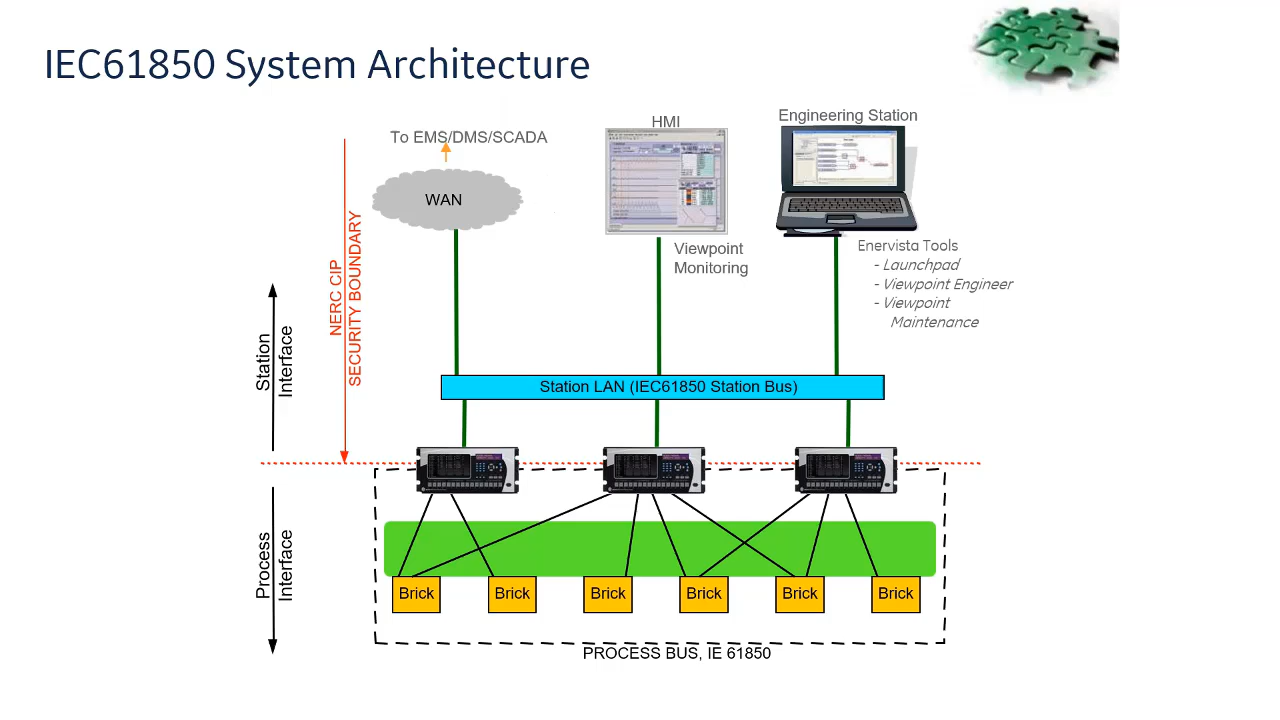 IEC61850 System Architecture
To EMS/DMS/SCADA
HMI
Engineering Station
WAN
Viewpoint
Monitoring
Enervista Tools
- Launchpad
- Viewpoint Engineer
- Viewpoint
Maintenance
NERC CIP
SECURITY BOUNDARY
Station
Interface
Station LAN (IEC61850 Station Bus)
Process
Interface
Brick
Brick
Brick
Brick
Brick
Brick
PROCESS BUS, IE 61850